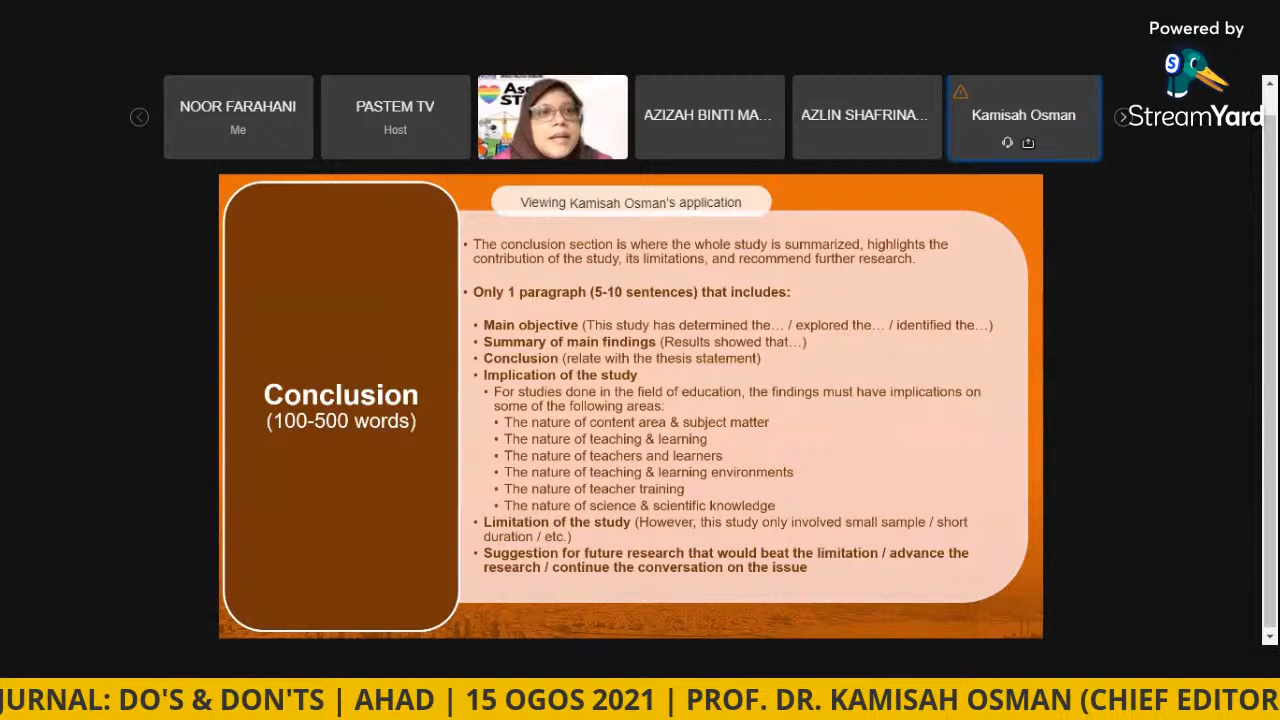 Powered by
S
StreamYard
NOOR FARAHANI
Me
PASTEM TV
Host
AZIZAH BINTI MA...
AZLIN SHAFRINA...
Kamisah Osman
Viewing Kamisah Osman's application
Conclusion
(100-500 words)
• The conclusion section is where the whole study is summarized, highlights the
contribution of the study, its limitations, and recommend further research.
• Only 1 paragraph (5-10 sentences) that includes:
• Main objective (This study has determined the… / explored the… / identified the…)
• Summary of main findings (Results showed that…)
• Conclusion (relate with the thesis statement)
• Implication of the study
• For studies done in the field of education, the findings must have implications on
some of the following areas:
• The nature of content area & subject matter
• The nature of teaching & learning
• The nature of teachers and learners
• The nature of teaching & learning environments
• The nature of teacher training
• The nature of science & scientific knowledge
• Limitation of the study (However, this study only involved small sample / short
duration / etc.)
• Suggestion for future research that would beat the limitation / advance the
research / continue the conversation on the issue
JURNAL: DO'S & DON'TS | AHAD | 15 OGOS 2021 | PROF. DR. KAMISAH OSMAN (CHIEF EDITOR